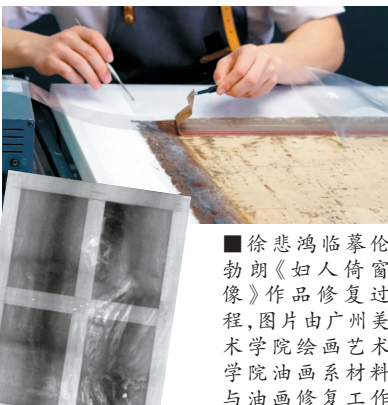 ■徐悲鸿临摹伦
勃朗《妇人倚窗
像》作品修复过
程,图片由广州美
术学院绘画艺术
学院油画系材料
与油画修复工作